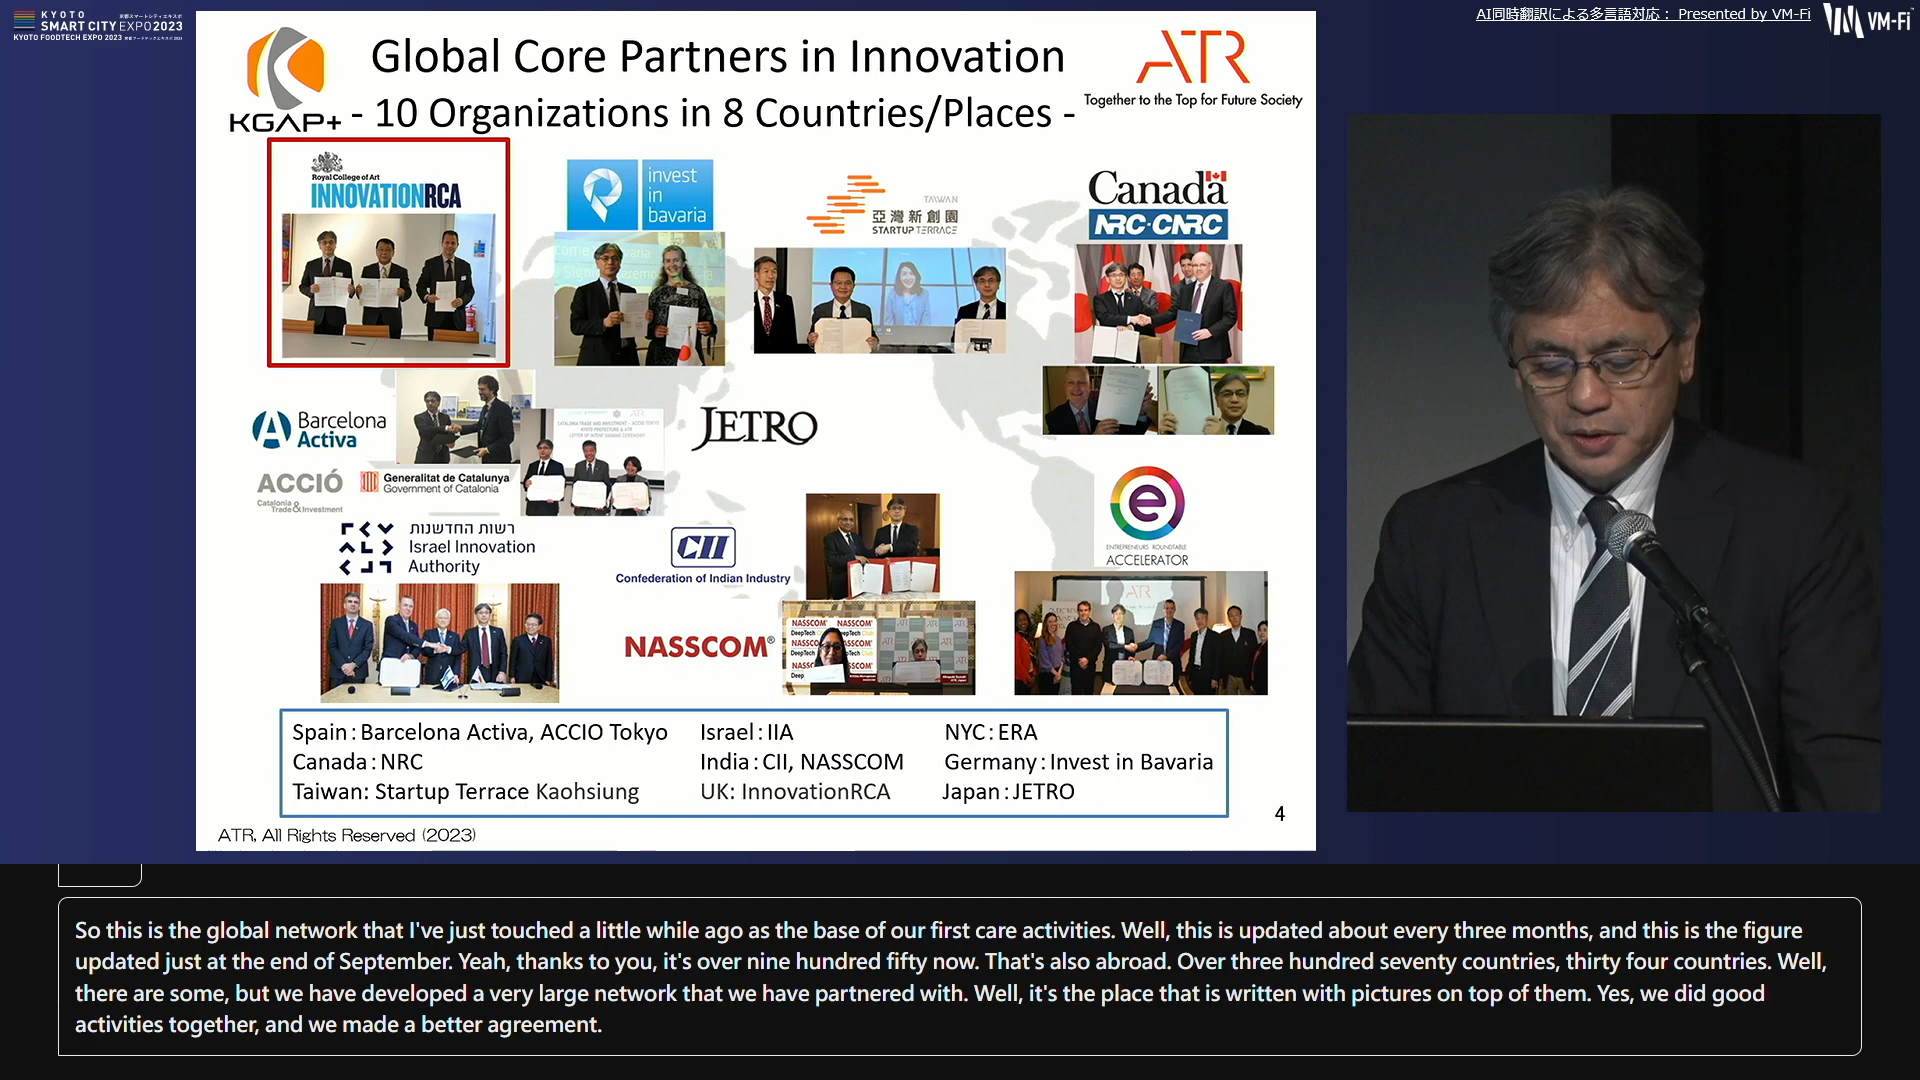 KYOTO
SMART CITY EXPO2023
KYOTO FOODTECH EXPO 2023
AI同時翻訳による多言語対応： Presented by VM-Fi
VM-Fi
KGAP+
Global Core Partners in Innovation
- 10 Organizations in 8 Countries/Places -
ATR
Together to the Top for Future Society
Royal College of Art
INNOVATIONRCA
invest
in
bavaria
TAIWAN
亞灣新創園
STARTUP TERRACE
Canada
NRC·CNRC
Barcelona
Activa
ACCIÓ
Catalonia
Trade&Investment
Generalitat de Catalunya
Government of Catalonia
JETRO
רשות החדשנות
Israel Innovation
Authority
CII
Confederation of Indian Industry
NASSCOM®
e
ENTREPRENEURS ROUNDTABLE
ACCELERATOR
ATR
NASSCOM
DeepTech Club
Spain：Barcelona Activa, ACCIO Tokyo
Israel：IIA
NYC：ERA
Canada：NRC
India：CII, NASSCOM
Germany：Invest in Bavaria
Taiwan: Startup Terrace Kaohsiung
UK: InnovationRCA
Japan：JETRO
4
ATR, All Rights Reserved (2023)
So this is the global network that I've just touched a little while ago as the base of our first care activities. Well, this is updated about every three months, and this is the figure
updated just at the end of September. Yeah, thanks to you, it's over nine hundred fifty now. That's also abroad. Over three hundred seventy countries, thirty four countries. Well,
there are some, but we have developed a very large network that we have partnered with. Well, it's the place that is written with pictures on top of them. Yes, we did good
activities together, and we made a better agreement.